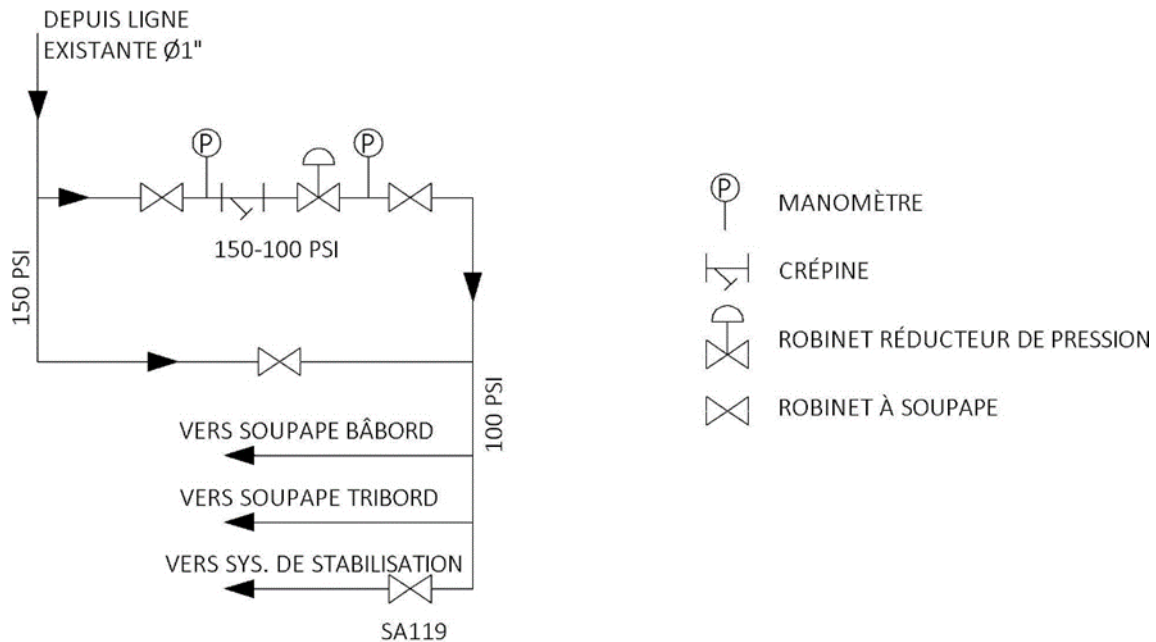 DEPUIS LIGNE
EXISTANTE Ø1"
P
P
150-100 PSI
150 PSI
100 PSI
VERS SOUPAPE BÂBORD
VERS SOUPAPE TRIBORD
VERS SYS. DE STABILISATION
SA119
P
MANOMÈTRE
CRÉPINE
ROBINET RÉDUCTEUR DE PRESSION
ROBINET À SOUPAPE